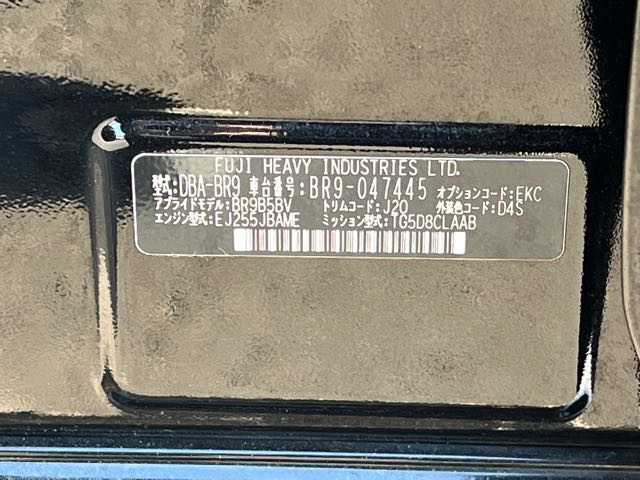 FUJI HEAVY INDUSTRIES LTD.
型式:DBA-BR9 車台番号:BR9-047445 オプションコード:EKC
アプライドモデル:BR9B5BV トリムコード:J20 外装色コード:D4S
エンジン型式:EJ255JBAME ミッション型式:TG5D8CLAAB